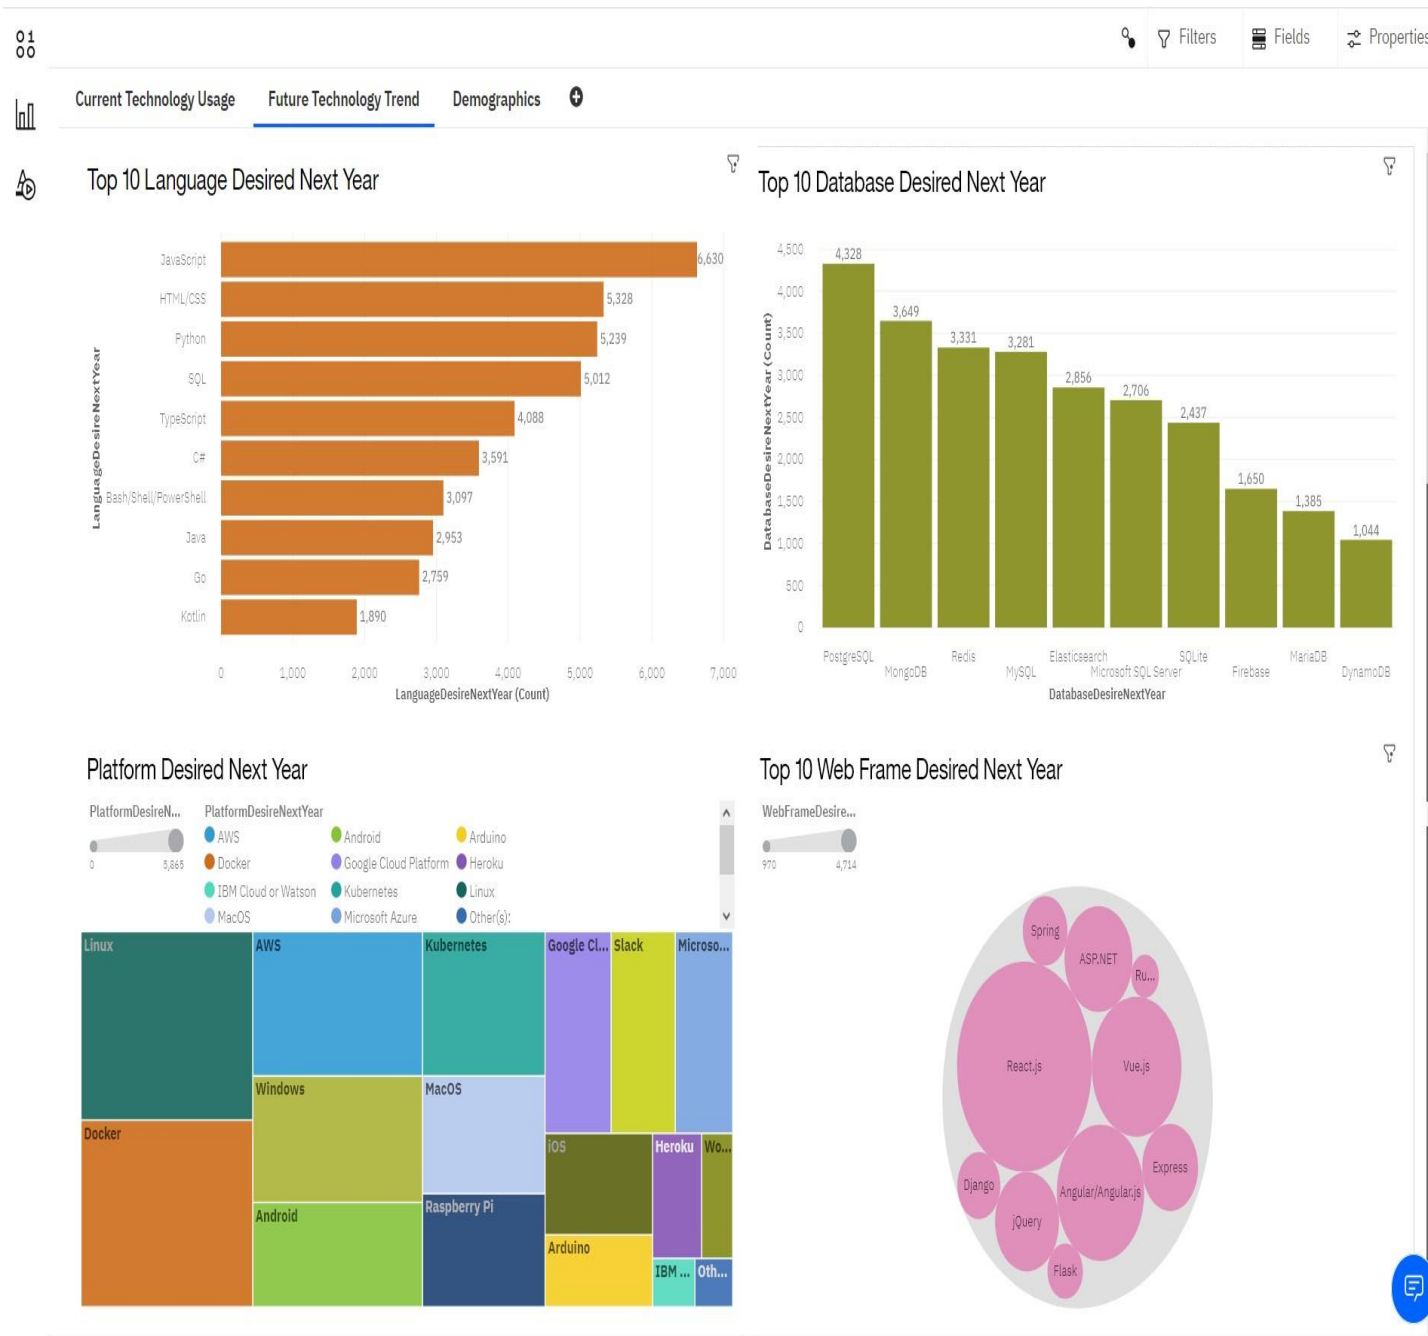 Filters
Fields
Properties
Current Technology Usage
Future Technology Trend
Demographics
Top 10 Language Desired Next Year
LanguageDesireNextYear
JavaScript 6,630
HTML/CSS 5,328
Python 5,239
SQL 5,012
TypeScript 4,088
C# 3,591
Bash/Shell/PowerShell 3,097
Java 2,953
Go 2,759
Kotlin 1,890
0 1,000 2,000 3,000 4,000 5,000 6,000 7,000
LanguageDesireNextYear (Count)
Top 10 Database Desired Next Year
DatabaseDesireNextYear (Count)
4,500
4,000
3,500
3,000
2,500
2,000
1,500
1,000
500
0
4,328 3,649 3,331 3,281 2,856 2,706 2,437 1,650 1,385 1,044
PostgreSQL MongoDB Redis MySQL Elasticsearch Microsoft SQL Server SQLite Firebase MariaDB DynamoDB
DatabaseDesireNextYear
Platform Desired Next Year
PlatformDesireN...
0 5,865
PlatformDesireNextYear
AWS Android Arduino
Docker Google Cloud Platform Heroku
IBM Cloud or Watson Kubernetes Linux
MacOS Microsoft Azure Other(s):
Linux
Docker
AWS
Windows
Android
Kubernetes
MacOS
Raspberry Pi
Google Cl...
Slack
Microso...
iOS
Arduino
Heroku
Wo...
IBM ...
Oth...
Top 10 Web Frame Desired Next Year
WebFrameDesire...
970 4,714
Spring
ASP.NET
Ru...
React.js
Vue.js
Express
Django
Angular/Angular.js
jQuery
Flask